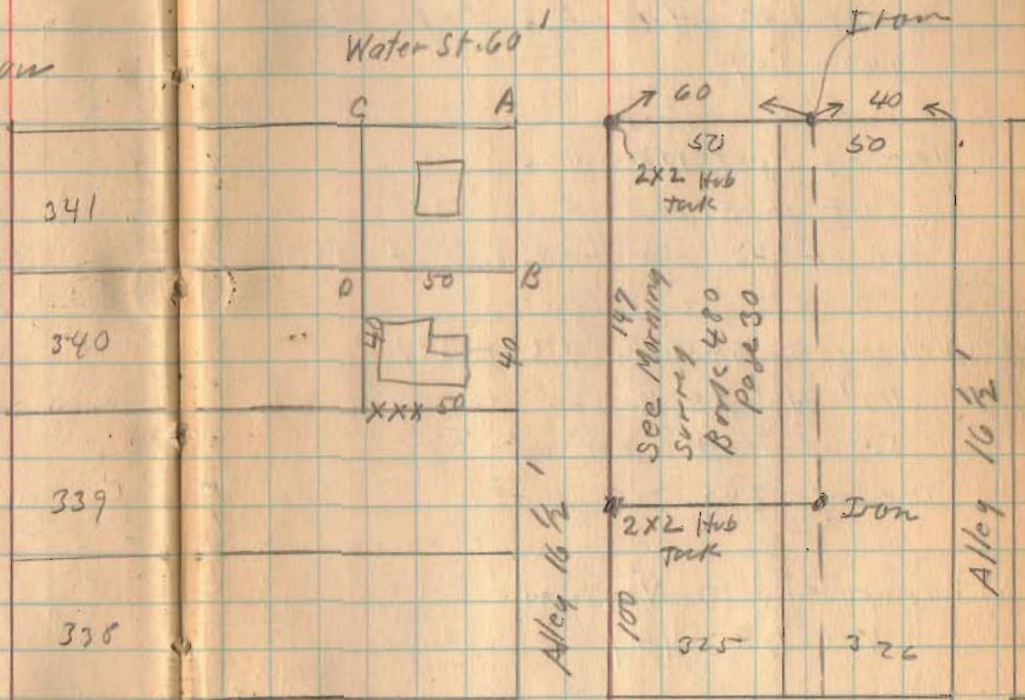 Water St. 60'
Iron
C
A
60
40
50
50
2x2 Hub
Tack
341
D
50
B
340
40
40
xxx 50
147
See Morning
Survey
Book 480
Page 30
339
2x2 Hub
Tack
Iron
Alley 16 1/2'
Alley 16 1/2'
100
338
325
326